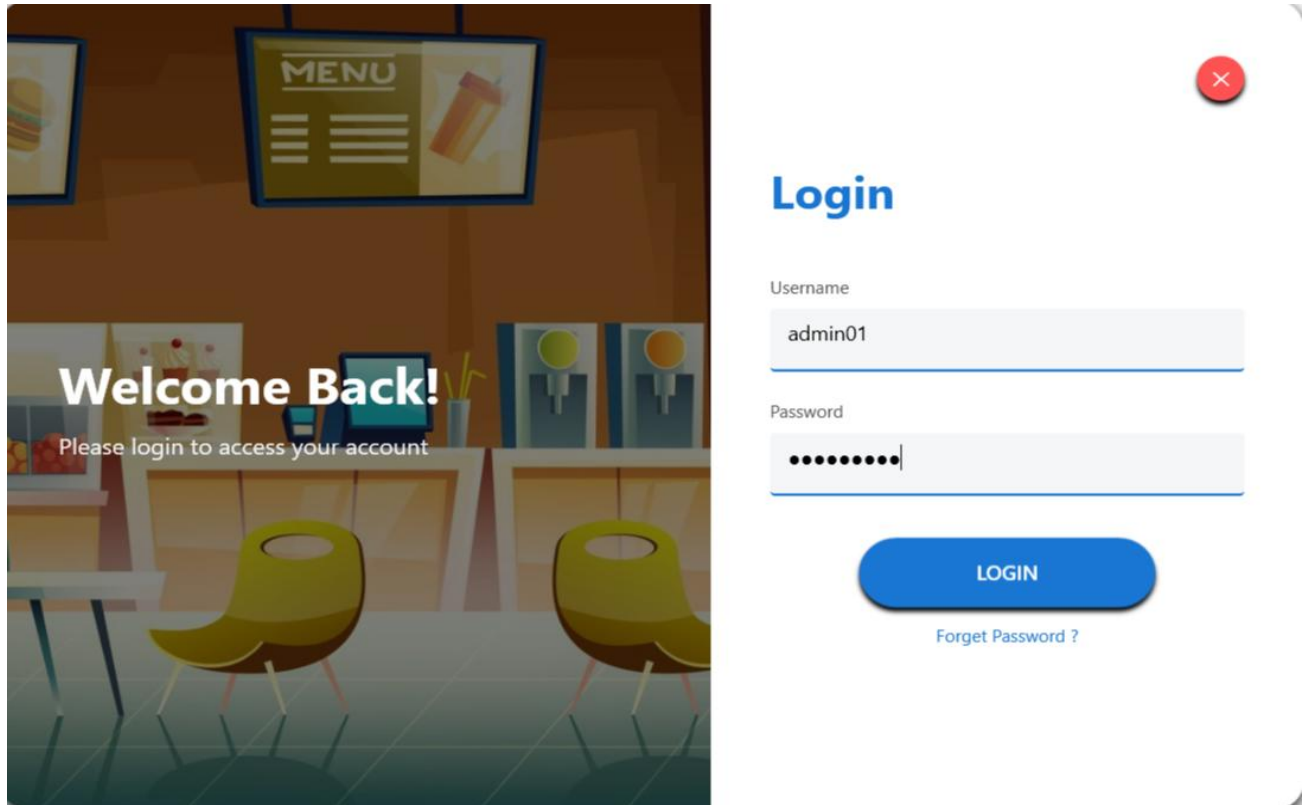 MENU
Welcome Back!
Please login to access your account
Login
Username
admin01
Password
●●●●●●●●●
LOGIN
Forget Password ?